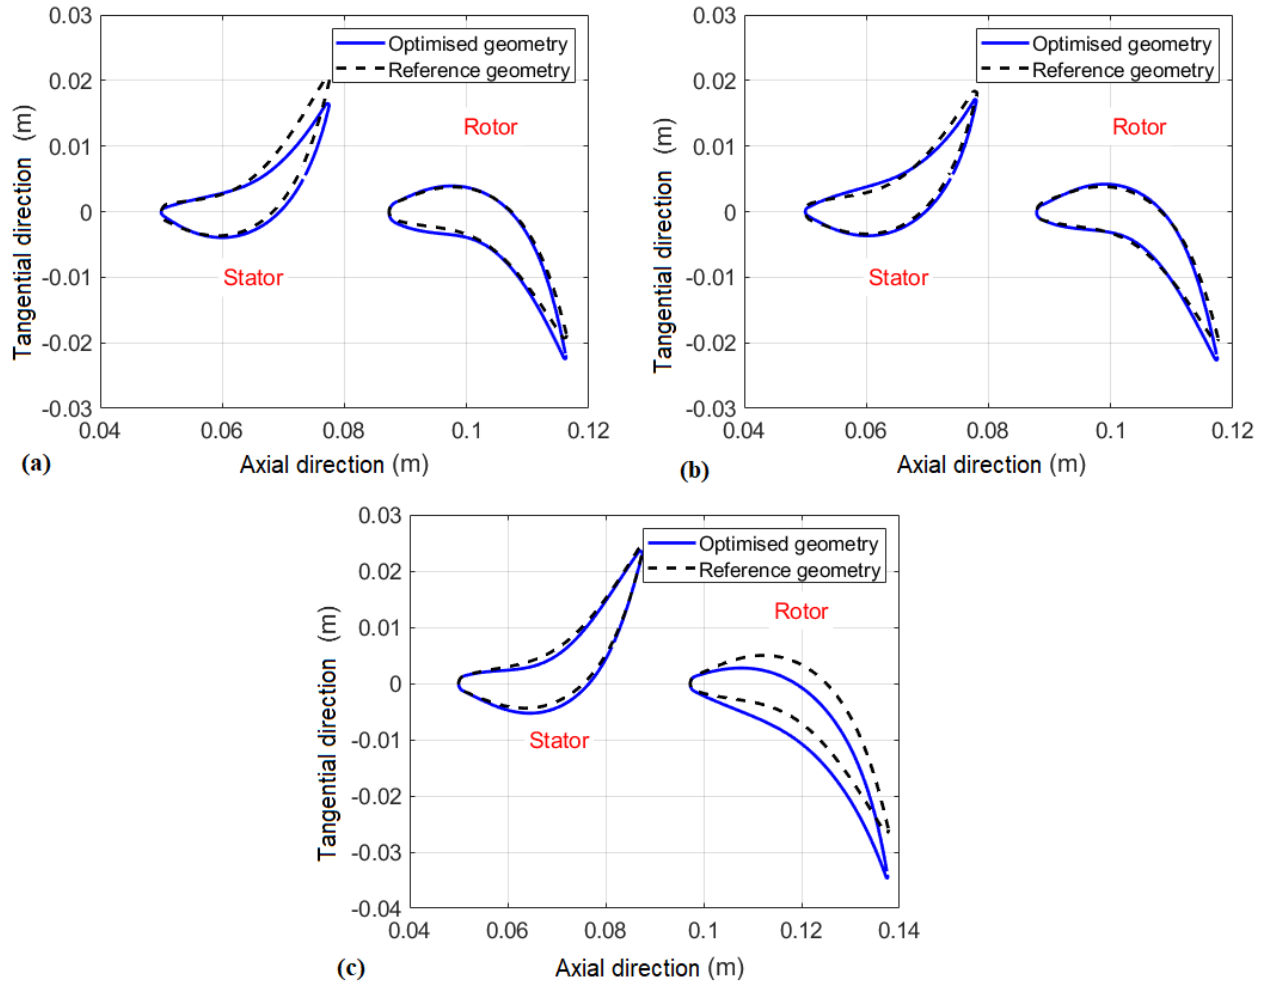 0.03
0.02
0.01
0
-0.01
-0.02
-0.03
0.04
0.06
0.08
0.1
0.12
Tangential direction (m)
Axial direction (m)
Optimised geometry
Reference geometry
Rotor
Stator
(a)
0.03
0.02
0.01
0
-0.01
-0.02
-0.03
0.04
0.06
0.08
0.1
0.12
Tangential direction (m)
Axial direction (m)
Optimised geometry
Reference geometry
Rotor
Stator
(b)
0.03
0.02
0.01
0
-0.01
-0.02
-0.03
-0.04
0.04
0.06
0.08
0.1
0.12
0.14
Tangential direction (m)
Axial direction (m)
Optimised geometry
Reference geometry
Rotor
Stator
(c)